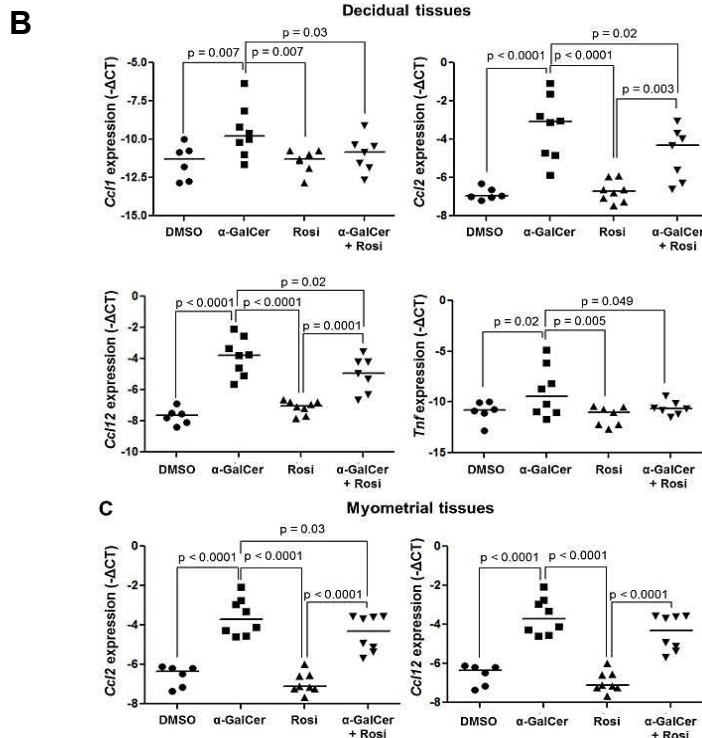 B
Decidual tissues
p = 0.03
p = 0.007
p = 0.007
Ccl1 expression (-ΔCT)
-5.0
-7.5
-10.0
-12.5
-15.0
DMSO
α-GalCer
Rosi
α-GalCer
+ Rosi
p = 0.02
p < 0.0001
p < 0.0001
p = 0.003
Ccl2 expression (-ΔCT)
0
-2
-4
-6
-8
DMSO
α-GalCer
Rosi
α-GalCer
+ Rosi
p = 0.02
p < 0.0001
p < 0.0001
p = 0.0001
Ccl12 expression (-ΔCT)
0
-2
-4
-6
-8
-10
DMSO
α-GalCer
Rosi
α-GalCer
+ Rosi
p = 0.049
p = 0.02
p = 0.005
Tnf expression (-ΔCT)
0
-5
-10
-15
DMSO
α-GalCer
Rosi
α-GalCer
+ Rosi
C
Myometrial tissues
p = 0.03
p < 0.0001
p < 0.0001
p < 0.0001
Ccl2 expression (-ΔCT)
0
-2
-4
-6
-8
DMSO
α-GalCer
Rosi
α-GalCer
+ Rosi
p < 0.0001
p < 0.0001
p < 0.0001
Ccl12 expression (-ΔCT)
0
-2
-4
-6
-8
DMSO
α-GalCer
Rosi
α-GalCer
+ Rosi